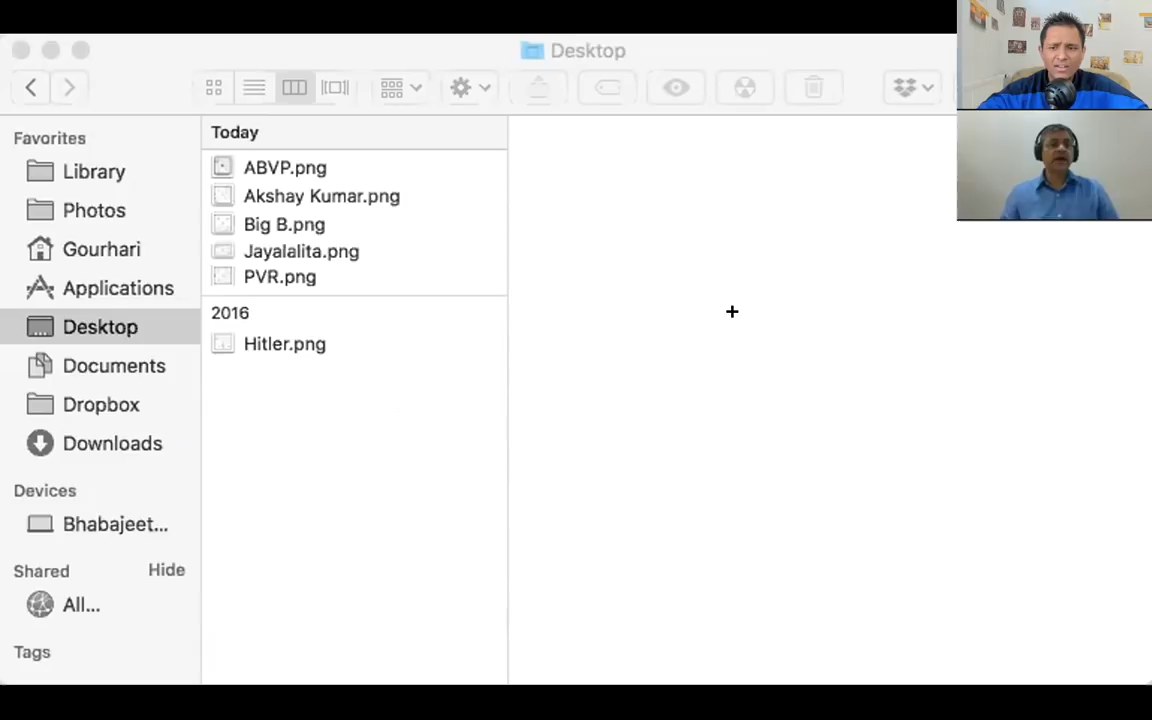 Desktop
Favorites
Library
Photos
Gourhari
Applications
Desktop
Documents
Dropbox
Downloads
Devices
Bhabajeet...
Shared
Hide
All...
Tags
Today
ABVP.png
Akshay Kumar.png
Big B.png
Jayalalita.png
PVR.png
2016
Hitler.png